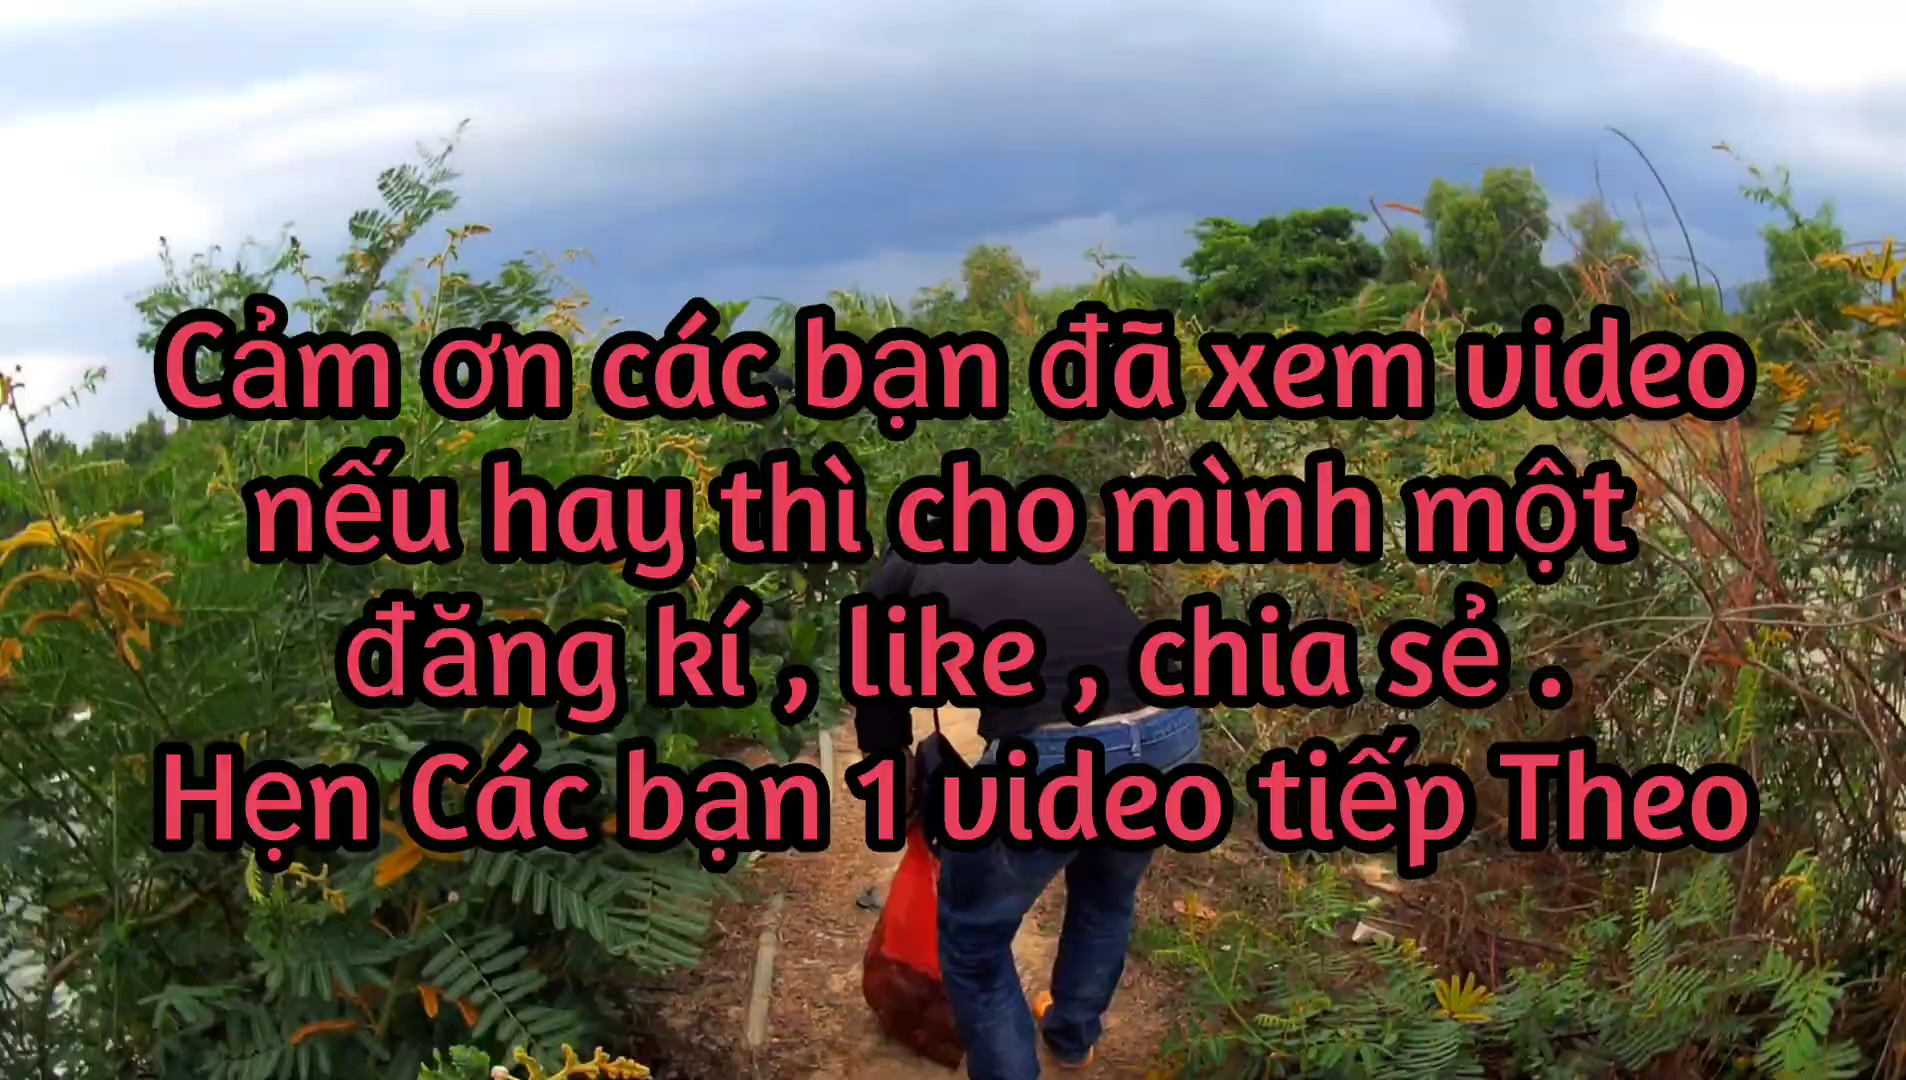 Cảm ơn các bạn đã xem video
nếu hay thì cho mình một
đăng kí , like , chia sẻ .
Hẹn Các bạn 1 video tiếp Theo